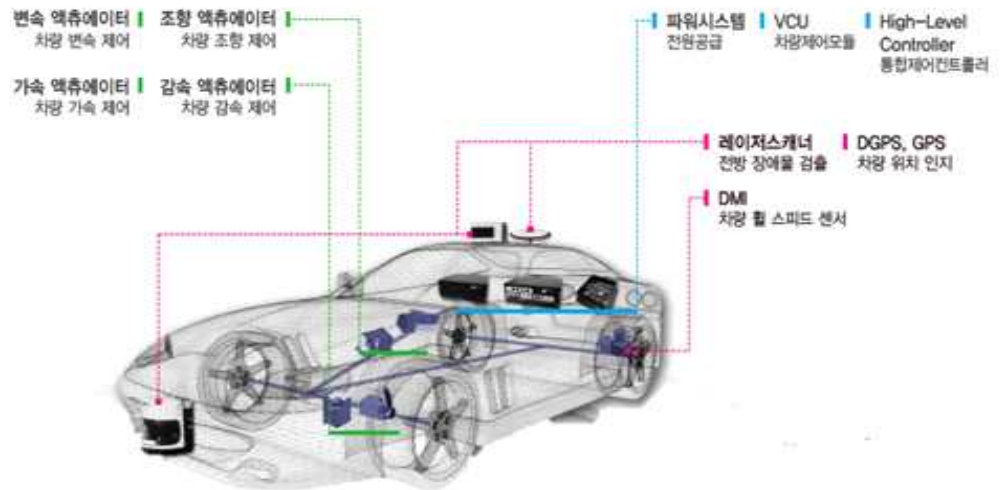 변속 액츄에이터
차량 변속 제어
조향 액츄에이터
차량 조향 제어
가속 액츄에이터
차량 가속 제어
감속 액츄에이터
차량 감속 제어
파워시스템
전원공급
VCU
차량제어모듈
High-Level
Controller
통합제어컨트롤러
레이저스캐너
전방 장애물 검출
DGPS, GPS
차량 위치 인지
DMI
차량 휠 스피드 센서